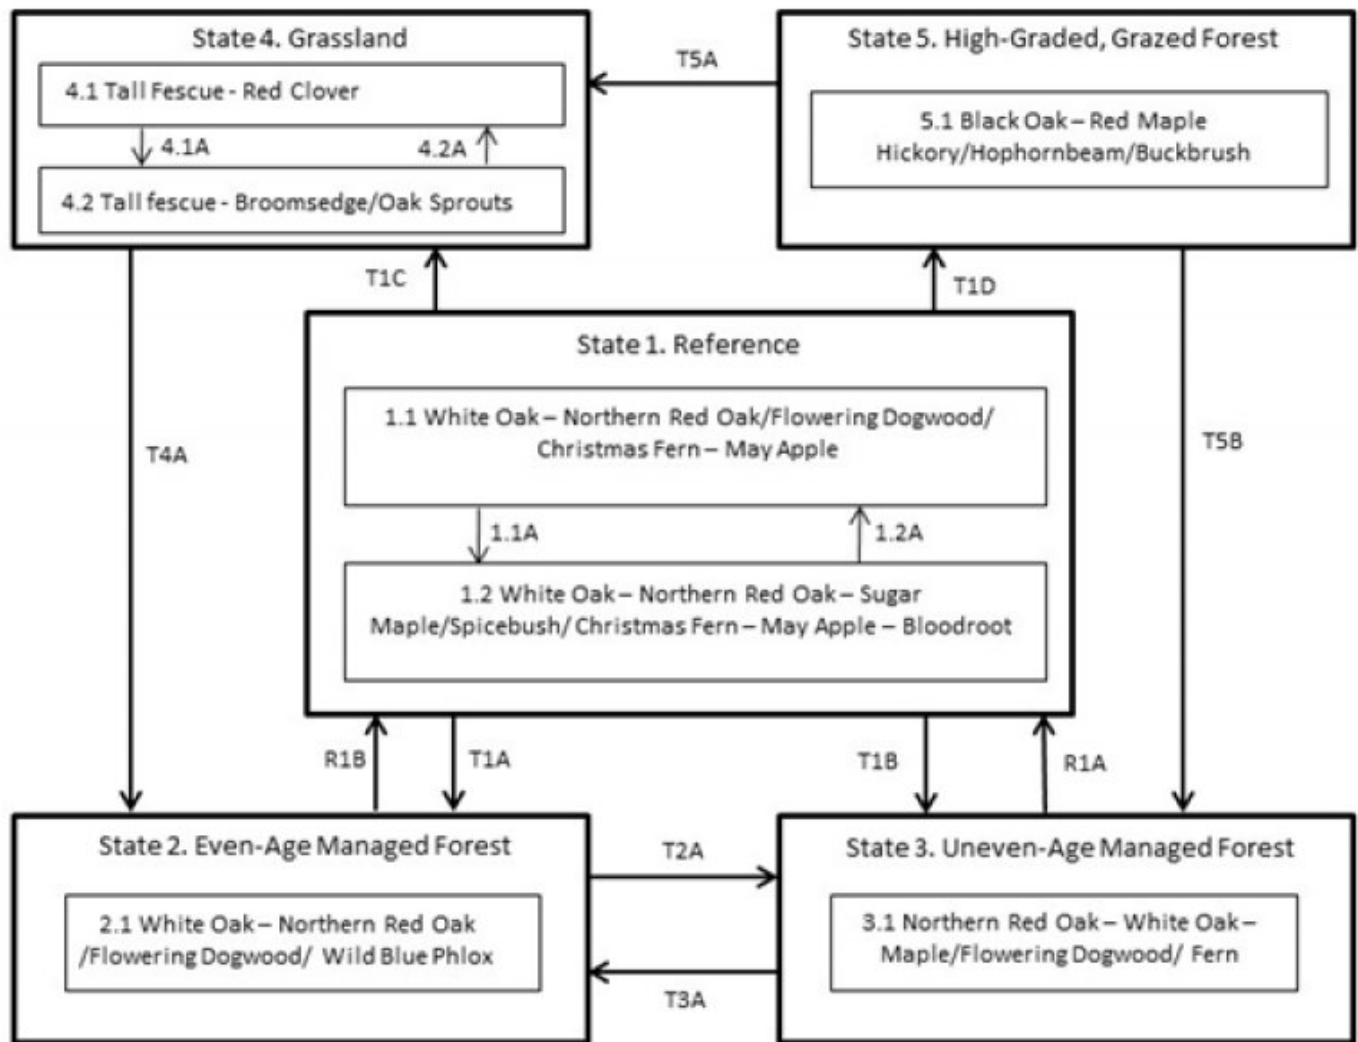 State 4. Grassland
4.1 Tall Fescue - Red Clover
4.1A
4.2A
4.2 Tall fescue - Broomsedge/Oak Sprouts
T5A
State 5. High-Graded, Grazed Forest
5.1 Black Oak – Red Maple
Hickory/Hophornbeam/Buckbrush
T1C
T1D
State 1. Reference
1.1 White Oak – Northern Red Oak/Flowering Dogwood/
Christmas Fern – May Apple
T4A
T5B
1.1A
1.2A
1.2 White Oak – Northern Red Oak – Sugar
Maple/Spicebush/ Christmas Fern – May Apple – Bloodroot
R1B
T1A
T1B
R1A
State 2. Even-Age Managed Forest
2.1 White Oak – Northern Red Oak
/Flowering Dogwood/ Wild Blue Phlox
T2A
T3A
State 3. Uneven-Age Managed Forest
3.1 Northern Red Oak – White Oak –
Maple/Flowering Dogwood/ Fern